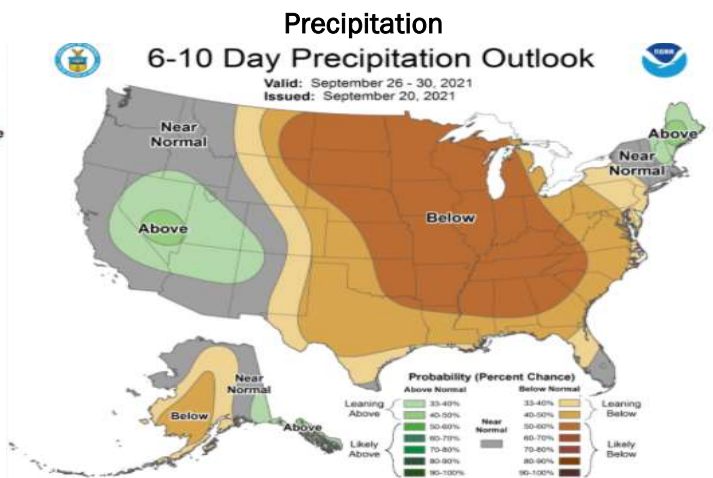 Precipitation
6-10 Day Precipitation Outlook
Valid: September 26 - 30, 2021
Issued: September 20, 2021
Near
Normal
Above
Near
Normal
Above
Below
Near
Normal
Below
Above
Probability (Percent Chance)
Above Normal
Below Normal
Leaning
Above
33-40%
40-50%
Likely
Above
50-60%
60-70%
70-80%
80-90%
90-100%
Near
Normal
33-40%
40-50%
Leaning
Below
50-60%
60-70%
70-80%
80-90%
90-100%
Likely
Below